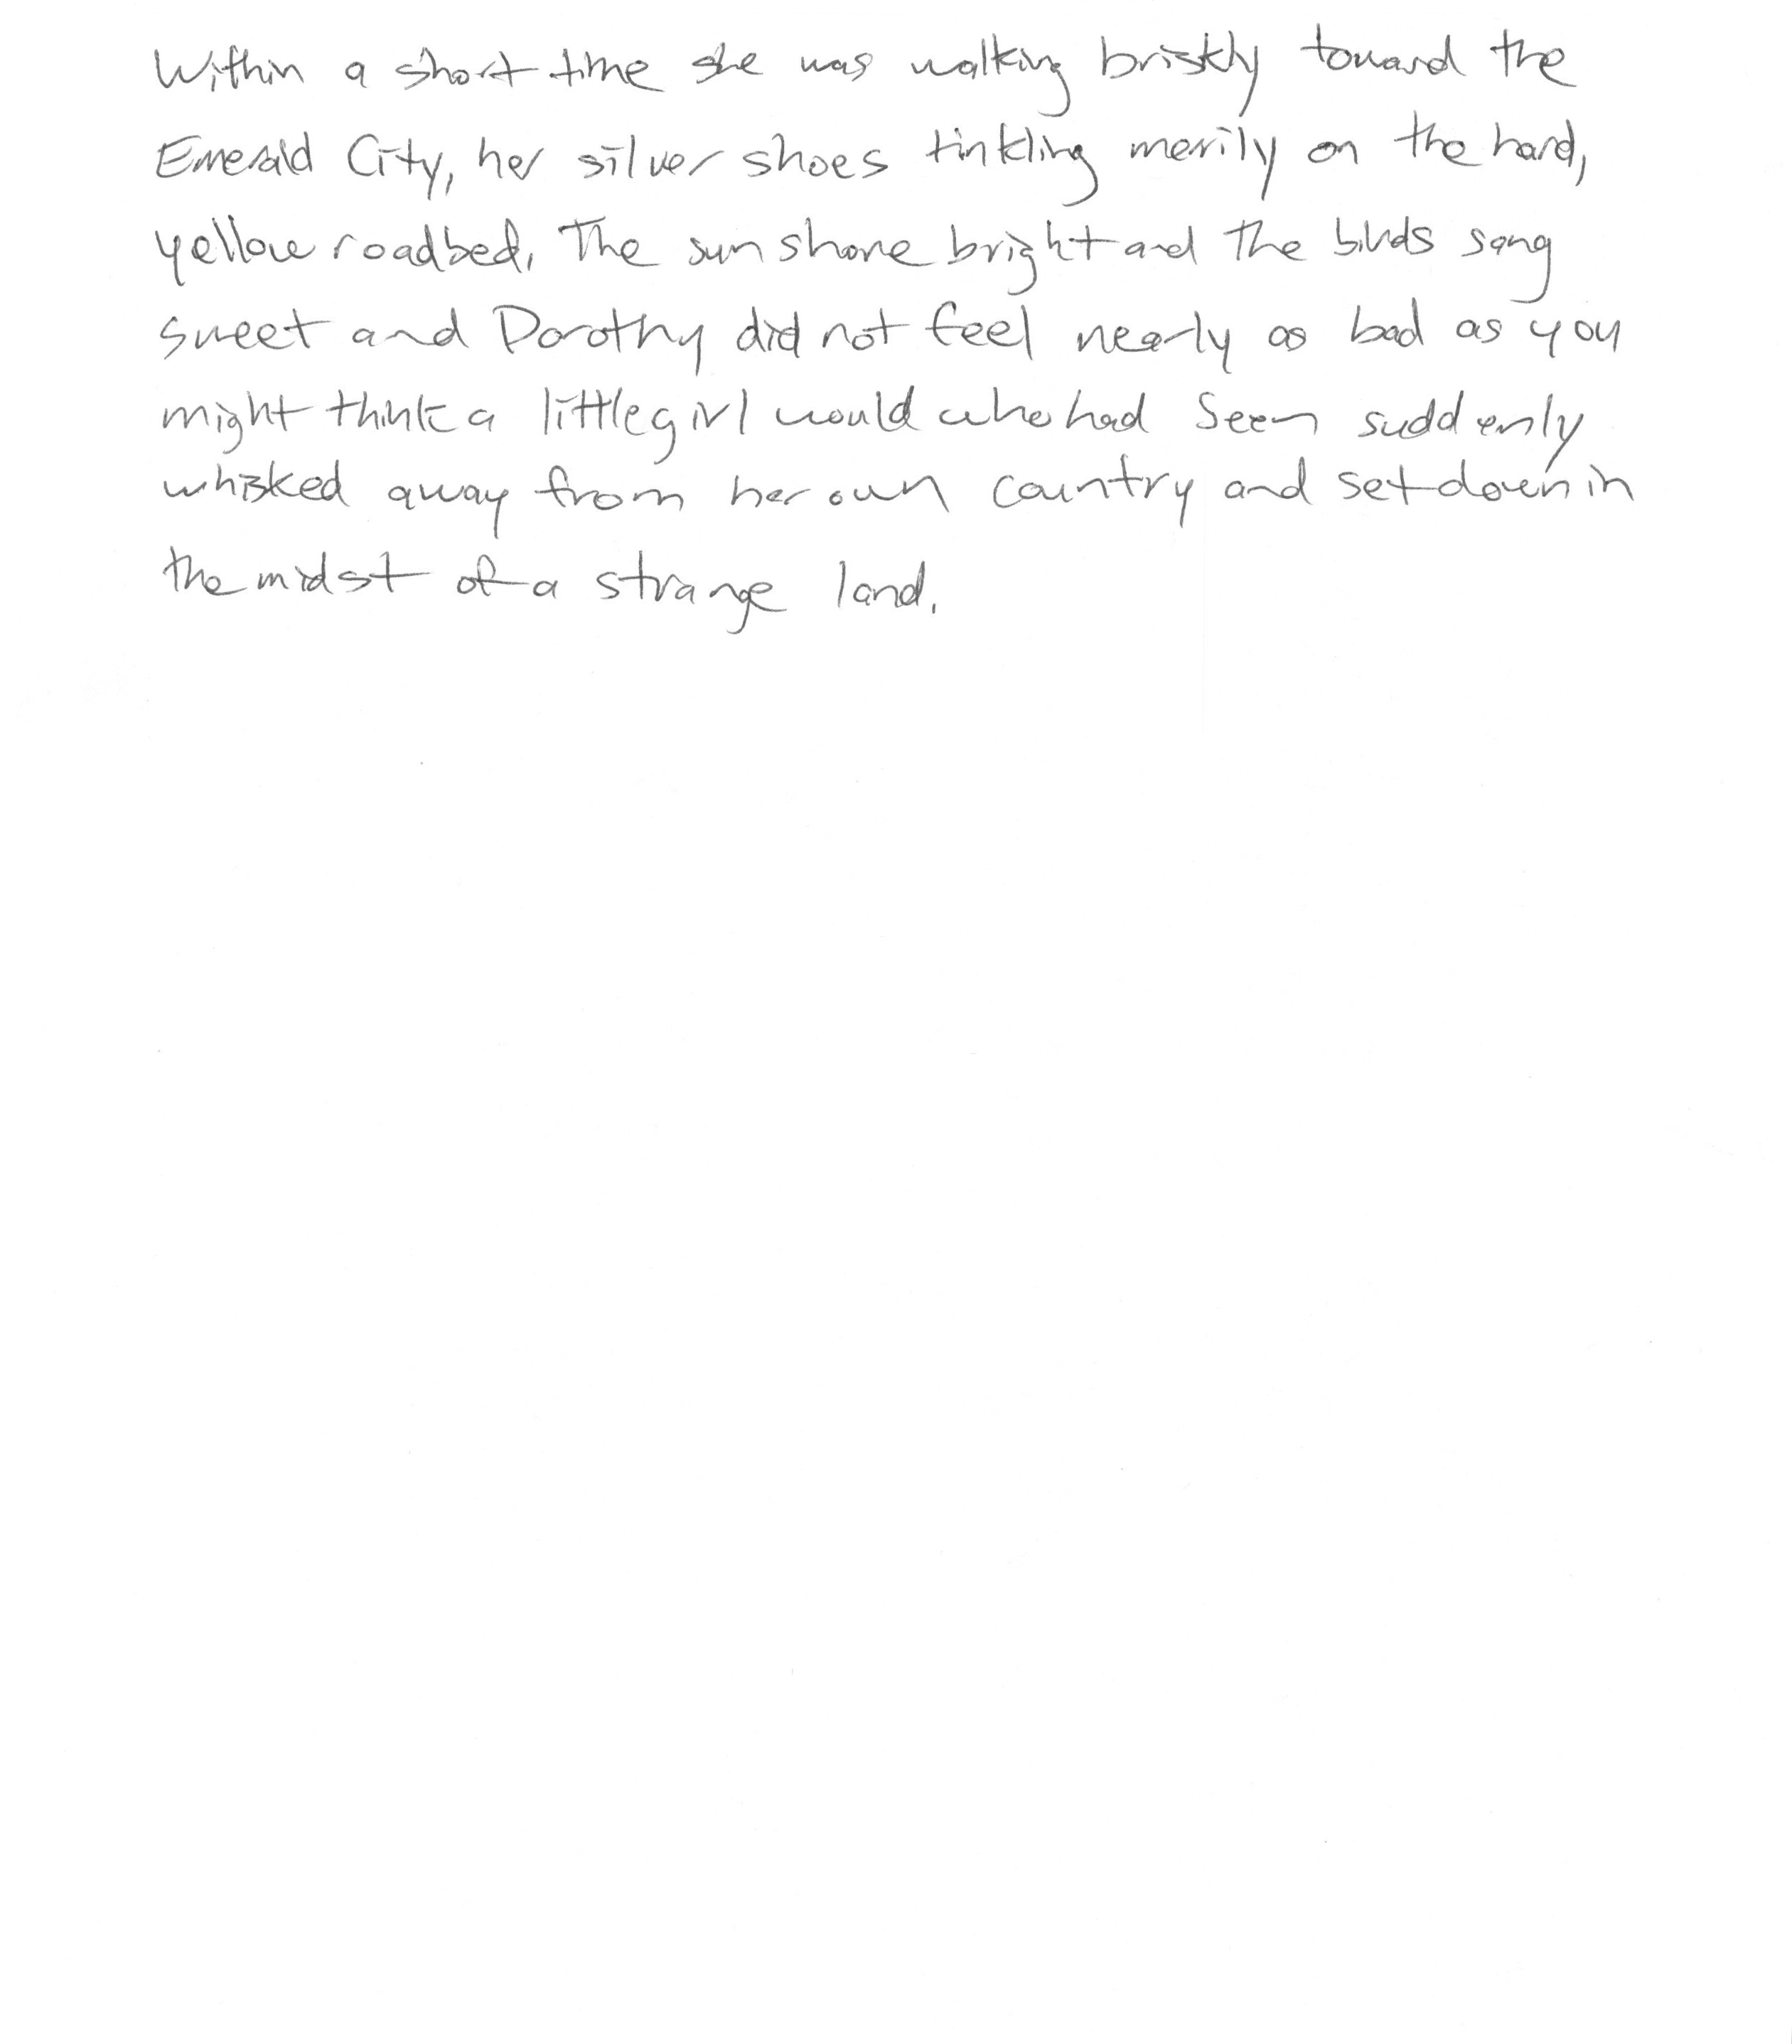 Within a short time she was walking briskly toward the
Emerald City, her silver shoes tinkling merrily on the hard,
yellow roadbed. The sun shone bright and the birds sang
sweet and Dorothy did not feel nearly as bad as you
might think a little girl would who had seen suddenly
whisked away from her own country and set down in
the midst of a strange land.